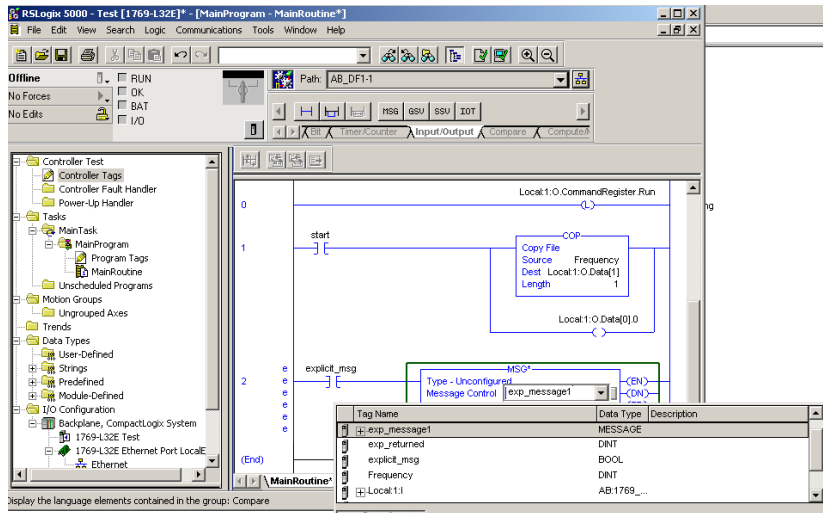 RSLogix 5000 - Test [1769-L32E]* - [MainProgram - MainRoutine*]
File Edit View Search Logic Communications Tools Window Help
Offline
RUN
No Forces
OK
No Edits
BAT
I/O
Path: AB_DF1-1
MSG GSV SSV IOT
Bit Timer/Counter Input/Output Compare
Controller Test
Controller Tags
Controller Fault Handler
Power-Up Handler
Tasks
MainTask
MainProgram
Program Tags
MainRoutine
Unscheduled Programs
Motion Groups
Ungrouped Axes
Trends
Data Types
User-Defined
Strings
Predefined
Module-Defined
I/O Configuration
Backplane, CompactLogix System
1769-L32E Test
1769-L32E Ethernet Port LocalE
Ethernet
Local:1:O.CommandRegister.Run
0
(L)
ng
start
COP
1
Copy File
Source Frequency
Dest Local:1:O.Data[1]
Length 1
Local:1:O.Data[0].0
explicit_msg
MSG*
e
Type - Unconfigured
(EN)
2
e
Message Control exp_message1
(DN)
e
e
e
e
(End)
MainRoutine*
Tag Name Data Type Description
exp_message1 MESSAGE
exp_returned DINT
explicit_msg BOOL
Frequency DINT
Local:1:I AB:1769_...
Display the language elements contained in the group: Compare